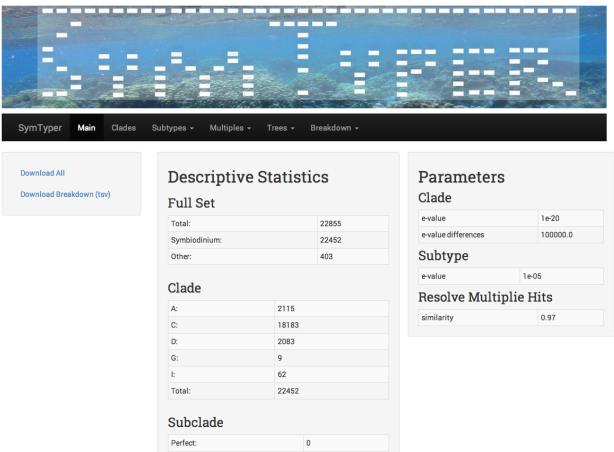 SymTyper
SymTyper Main Clades Subtypes Multiples Trees Breakdown
Download All
Download Breakdown (tsv)
Descriptive Statistics
Full Set
Total: 22855
Symbiodinium: 22452
Other: 403
Clade
A: 2115
C: 18183
D: 2083
G: 9
I: 62
Total: 22452
Subclade
Perfect: 0
Parameters
Clade
e-value 1e-20
e-value differences 100000.0
Subtype
e-value 1e-05
Resolve Multiplie Hits
similarity 0.97